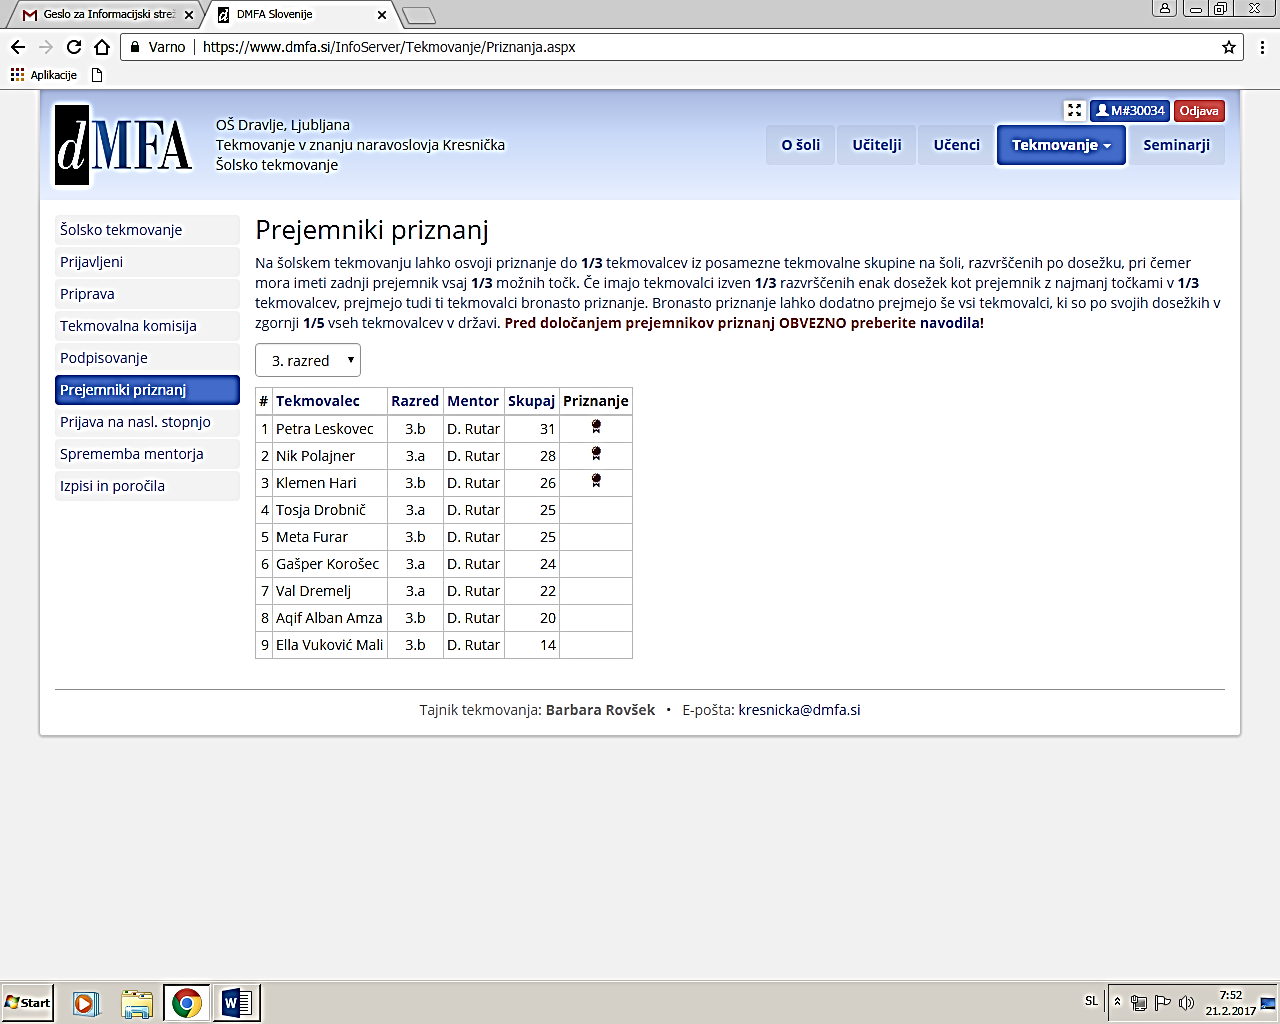 Geslo za Informacijski strež
DMFA Slovenije
Varno | https://www.dmfa.si/InfoServer/Tekmovanje/Priznanja.aspx
Aplikacije
dMFA
OŠ Dravlje, Ljubljana
Tekmovanje v znanju naravoslovja Kresnička
Šolsko tekmovanje
M#30034 Odjava
O šoli Učitelji Učenci Tekmovanje Seminarji
Šolsko tekmovanje
Prijavljeni
Priprava
Tekmovalna komisija
Podpisovanje
Prejemniki priznanj
Prijava na nasl. stopnjo
Sprememba mentorja
Izpisi in poročila
Prejemniki priznanj
Na šolskem tekmovanju lahko osvoji priznanje do 1/3 tekmovalcev iz posamezne tekmovalne skupine na šoli, razvrščenih po dosežku, pri čemer
mora imeti zadnji prejemnik vsaj 1/3 možnih točk. Če imajo tekmovalci izven 1/3 razvrščenih enak dosežek kot prejemnik z najmanj točkami v 1/3
tekmovalcev, prejmejo tudi ti tekmovalci bronasto priznanje. Bronasto priznanje lahko dodatno prejmejo še vsi tekmovalci, ki so po svojih dosežkih v
zgornji 1/5 vseh tekmovalcev v državi. Pred določanjem prejemnikov priznanj OBVEZNO preberite navodila!
3. razred
# Tekmovalec Razred Mentor Skupaj Priznanje
1 Petra Leskovec 3.b D. Rutar 31
2 Nik Polajner 3.a D. Rutar 28
3 Klemen Hari 3.b D. Rutar 26
4 Tosja Drobnič 3.a D. Rutar 25
5 Meta Furar 3.b D. Rutar 25
6 Gašper Korošec 3.a D. Rutar 24
7 Val Dremelj 3.a D. Rutar 22
8 Aqif Alban Amza 3.b D. Rutar 20
9 Ella Vuković Mali 3.b D. Rutar 14
Tajnik tekmovanja: Barbara Rovšek • E-pošta: kresnicka@dmfa.si
Start
SL
7:52
21.2.2017